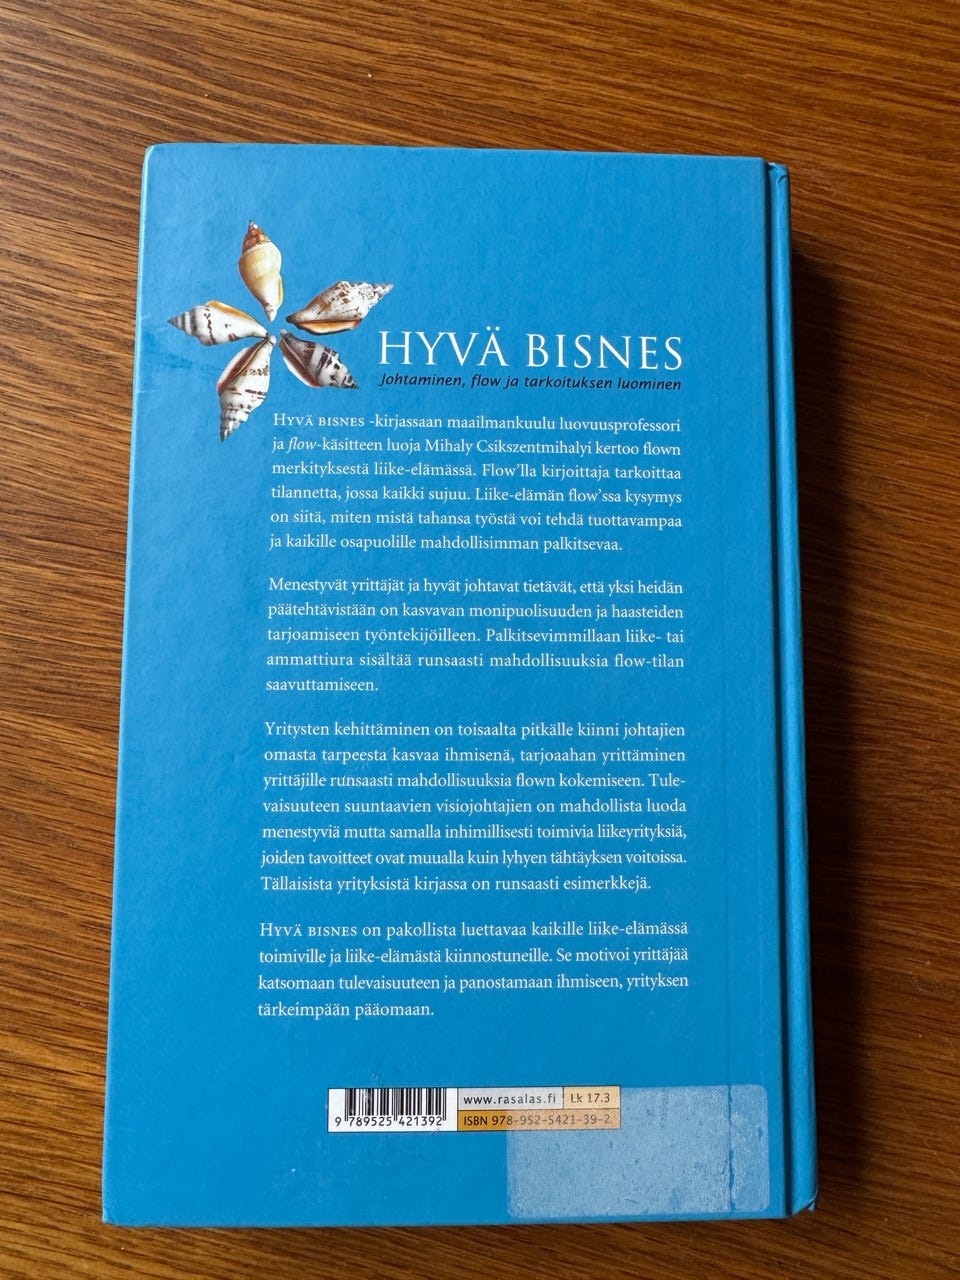 HYVÄ BISNES
Johtaminen, flow ja tarkoituksen luominen
HYVÄ BISNES -kirjassaan maailmankuulu luovuusprofessori
ja flow-käsitteen luoja Mihaly Csikszentmihalyi kertoo flown
merkityksestä liike-elämässä. Flow'lla kirjoittaja tarkoittaa
tilannetta, jossa kaikki sujuu. Liike-elämän flow'ssa kysymys
on siitä, miten mistä tahansa työstä voi tehdä tuottavampaa
ja kaikille osapuolille mahdollisimman palkitsevaa.
Menestyvät yrittäjät ja hyvät johtavat tietävät, että yksi heidän
päätehtävistään on kasvavan monipuolisuuden ja haasteiden
tarjoamiseen työntekijöilleen. Palkitsevimmillaan liike- tai
ammattiura sisältää runsaasti mahdollisuuksia flow-tilan
saavuttamiseen.
Yritysten kehittäminen on toisaalta pitkälle kiinni johtajien
omasta tarpeesta kasvaa ihmisenä, tarjoaahan yrittäminen
yrittäjille runsaasti mahdollisuuksia flown kokemiseen. Tule-
vaisuuteen suuntaavien visiojohtajien on mahdollista luoda
menestyviä mutta samalla inhimillisesti toimivia liikeyrityksiä,
joiden tavoitteet ovat muualla kuin lyhyen tähtäyksen voitoissa.
Tällaisista yrityksistä kirjassa on runsaasti esimerkkejä.
HYVÄ BISNES on pakollista luettavaa kaikille liike-elämässä
toimiville ja liike-elämästä kiinnostuneille. Se motivoi yrittäjää
katsomaan tulevaisuuteen ja panostamaan ihmiseen, yrityksen
tärkeimpään pääomaan.
www.rasalas.fi Lk 17.3
9 789525 421392 ISBN 978-952-5421-39-2